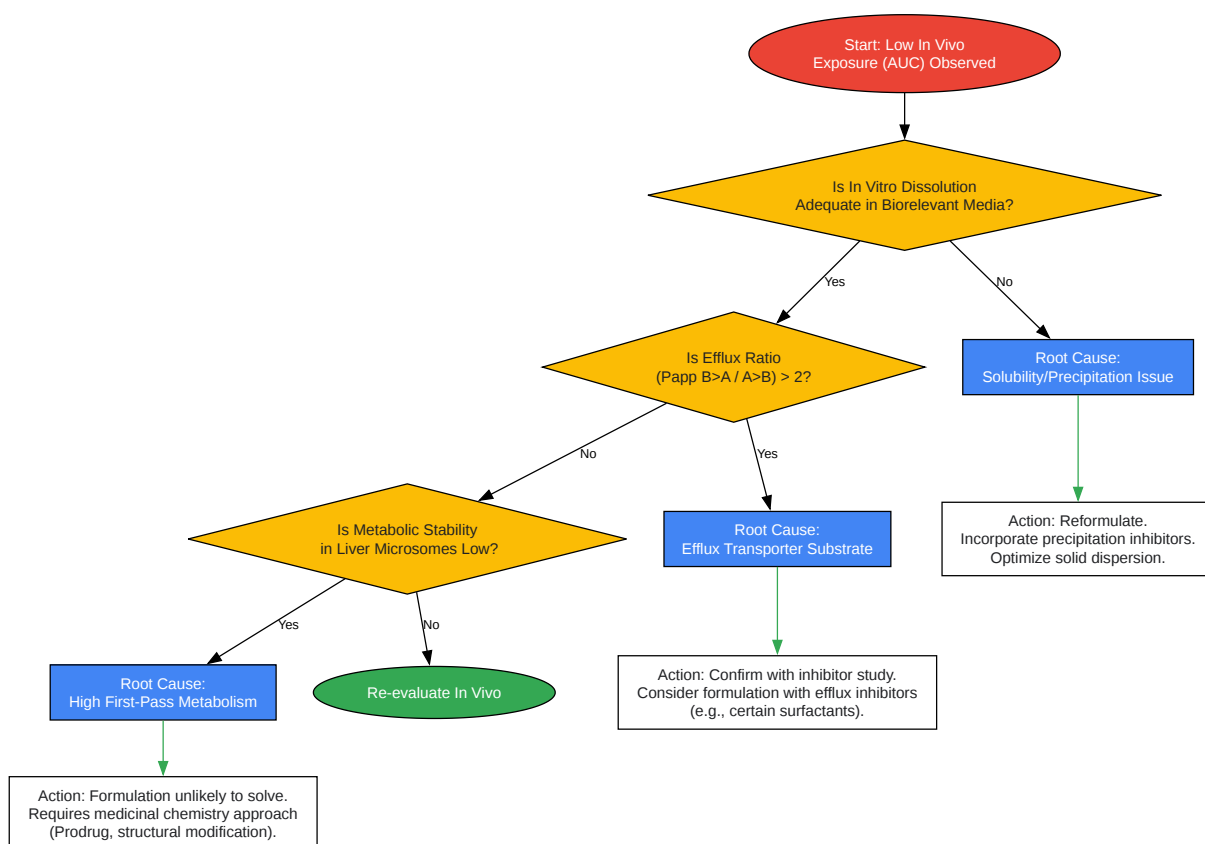 Start: Low In Vivo
Exposure (AUC) Observed
Is In Vitro Dissolution
Adequate in Biorelevant Media?
Yes
No
Is Efflux Ratio
(Papp B>A / A>B) > 2?
Root Cause:
Solubility/Precipitation Issue
No
Yes
Action: Reformulate.
Incorporate precipitation inhibitors.
Optimize solid dispersion.
Is Metabolic Stability
in Liver Microsomes Low?
Root Cause:
Efflux Transporter Substrate
Yes
No
Action: Confirm with inhibitor study.
Consider formulation with efflux inhibitors
(e.g., certain surfactants).
Root Cause:
High First-Pass Metabolism
Re-evaluate In Vivo
Action: Formulation unlikely to solve.
Requires medicinal chemistry approach
(Prodrug, structural modification).